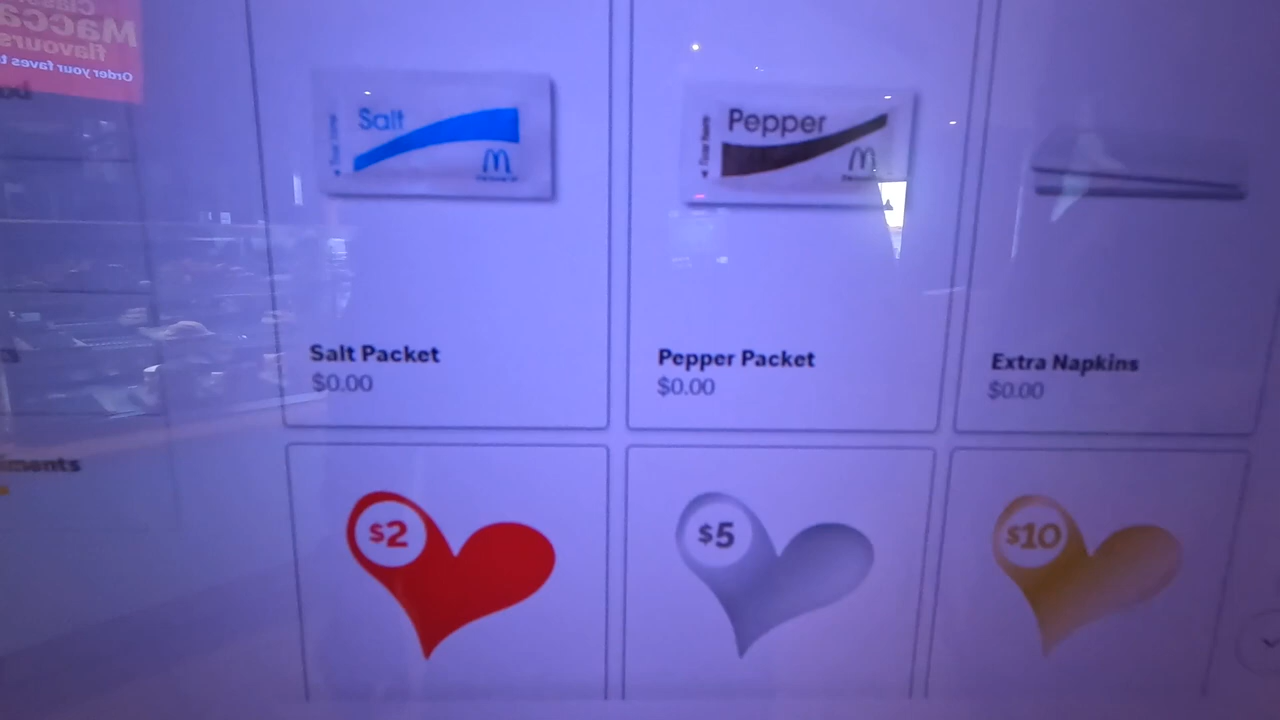 Macca
flavours
Order your faves t
Salt
Pepper
Salt Packet
$0.00
Pepper Packet
$0.00
Extra Napkins
$0.00
iments
$2
$5
$10